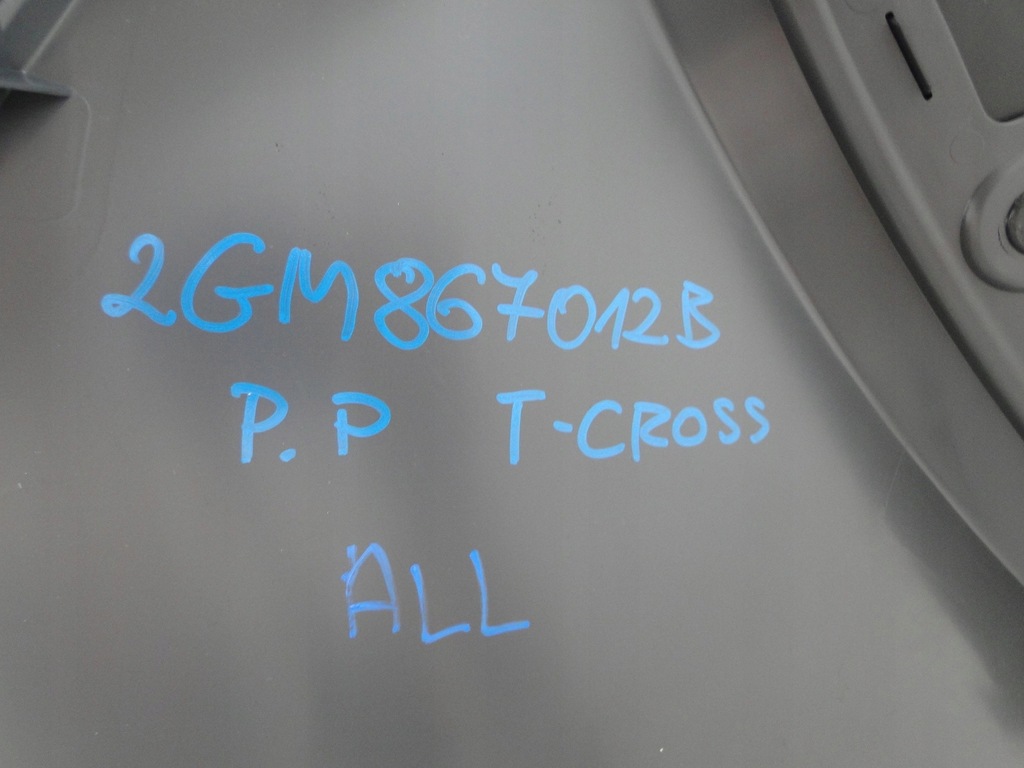 2GM867012B
P. P T-CROSS
ALL